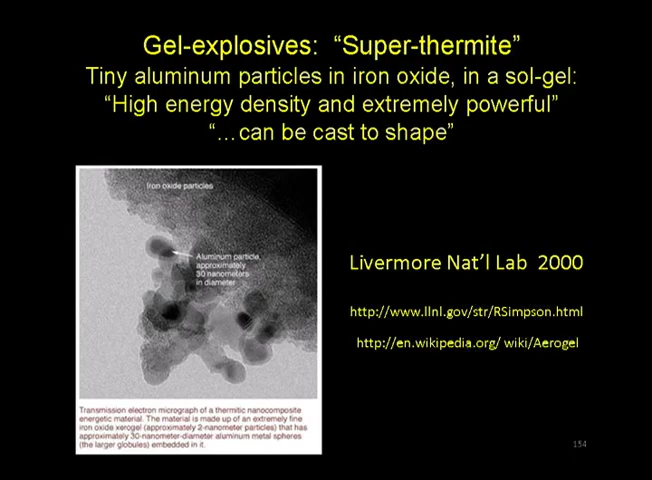 Gel-explosives: “Super-thermite”
Tiny aluminum particles in iron oxide, in a sol-gel:
“High energy density and extremely powerful”
“…can be cast to shape”
Iron oxide particles
Aluminum particle,
approximately
30 nanometers
in diameter
Livermore Nat’l Lab 2000
http://www.llnl.gov/str/RSimpson.html
http://en.wikipedia.org/ wiki/Aerogel
Transmission electron micrograph of a thermitic nanocomposite
energetic material. The material is made up of an extremely fine
iron oxide xerogel (approximately 2-nanometer particles) that has
approximately 30-nanometer-diameter aluminum metal spheres
(the larger globules) embedded in it.
154